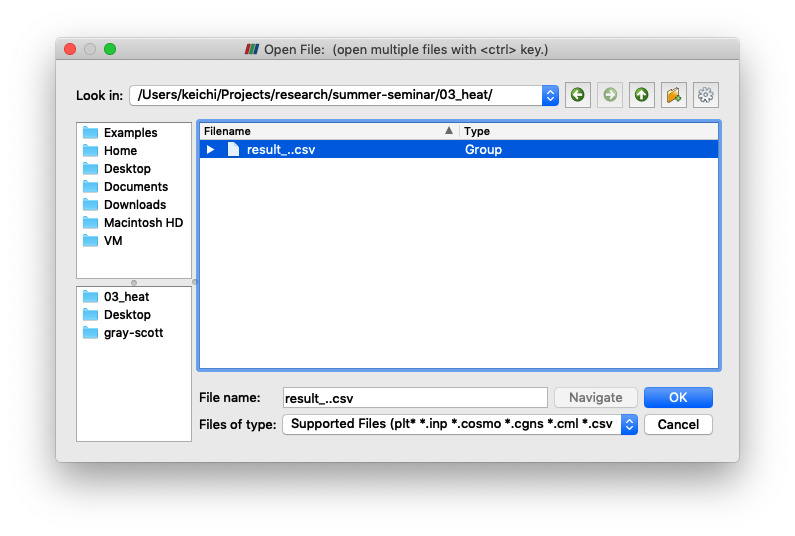 Open File:  (open multiple files with <ctrl> key.)
Look in: /Users/keichi/Projects/research/summer-seminar/03_heat/
Examples
Home
Desktop
Documents
Downloads
Macintosh HD
VM
03_heat
Desktop
gray-scott
Filename Type
result_..csv Group
File name: result_..csv Navigate OK
Files of type: Supported Files (plt* *.inp *.cosmo *.cgns *.cml *.csv Cancel